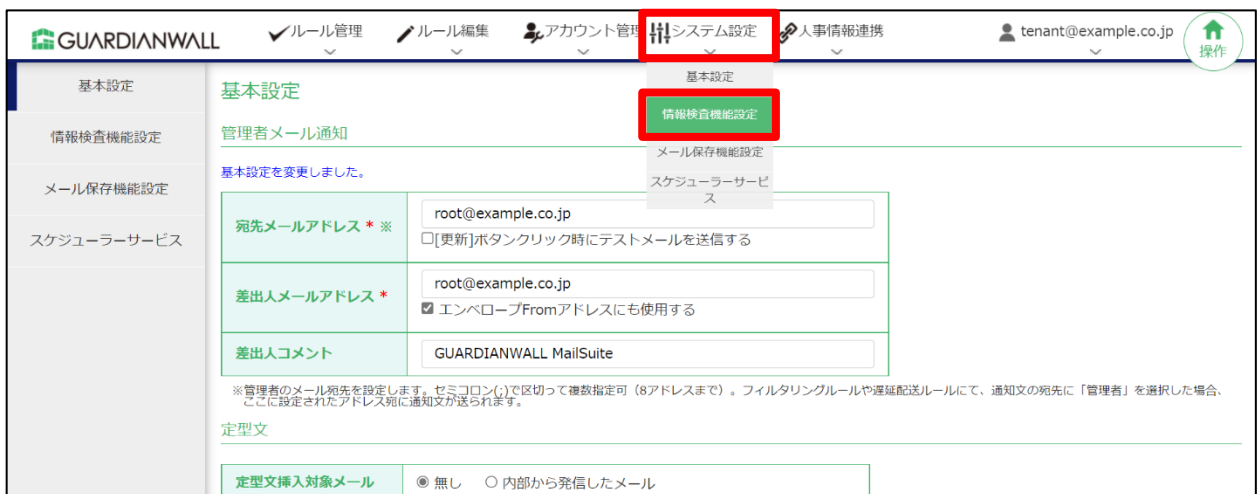 GUARDIANWALL
ルール管理
ルール編集
アカウント管理
システム設定
人事情報連携
tenant@example.co.jp
操作
基本設定
情報検査機能設定
メール保存機能設定
スケジューラーサービス
基本設定
情報検査機能設定
メール保存機能設定
スケジューラーサービ
ス
基本設定
管理者メール通知
基本設定を変更しました。
宛先メールアドレス * ※
root@example.co.jp
[更新]ボタンクリック時にテストメールを送信する
差出人メールアドレス *
root@example.co.jp
エンベロープFromアドレスにも使用する
差出人コメント
GUARDIANWALL MailSuite
※管理者のメール宛先を設定します。セミコロン(;)で区切って複数指定可（8アドレスまで）。フィルタリングルールや遅延配送ルールにて、通知文の宛先に「管理者」を選択した場合、
ここに設定されたアドレス宛に通知文が送られます。
定型文
定型文挿入対象メール
無し
内部から発信したメール